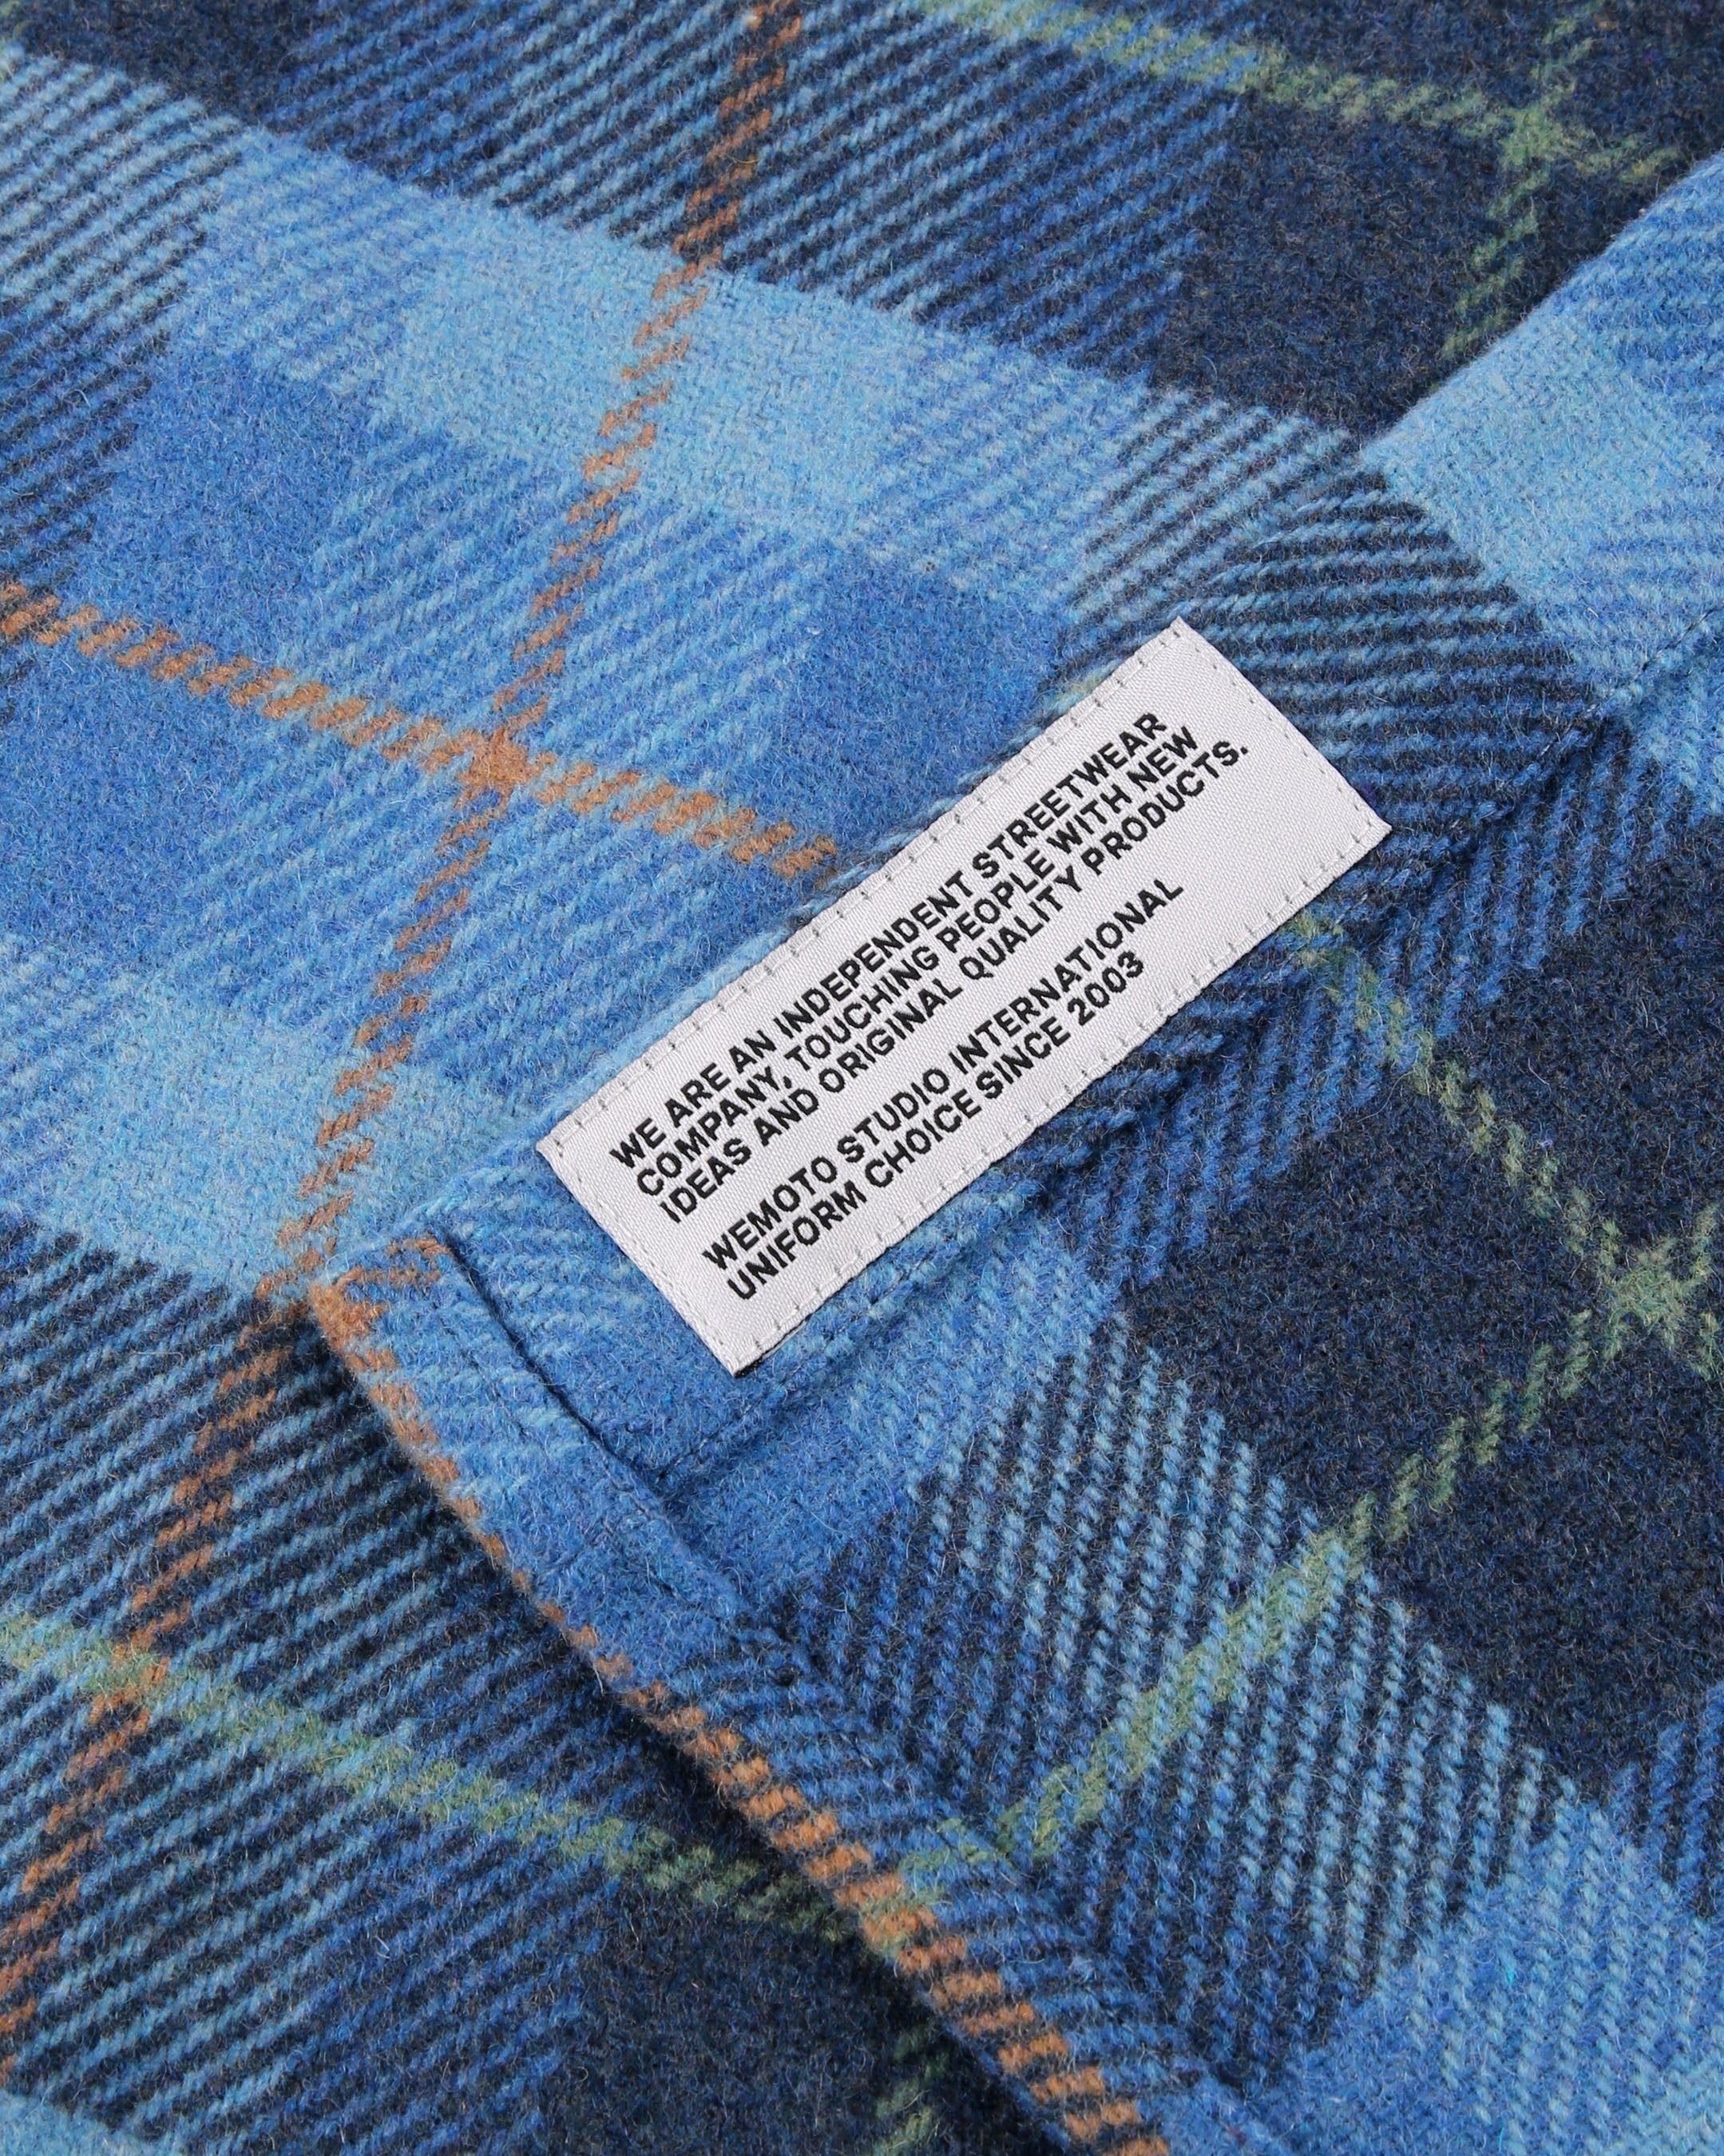 WE ARE AN INDEPENDENT STREETWEAR
COMPANY, TOUCHING PEOPLE WITH NEW
IDEAS AND ORIGINAL QUALITY PRODUCTS.
WEMOTO STUDIO INTERNATIONAL
UNIFORM CHOICE SINCE 2003